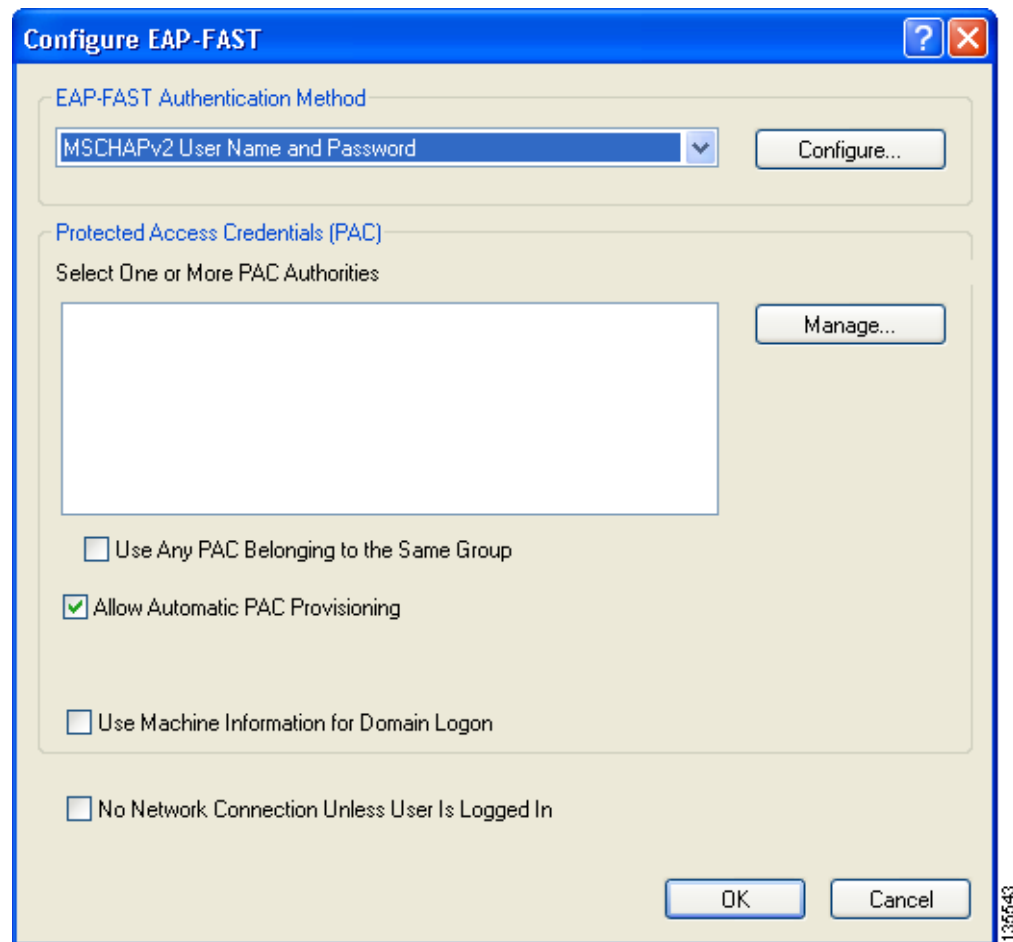 Configure EAP-FAST
EAP-FAST Authentication Method
MSCHAPv2 User Name and Password
Configure...
Protected Access Credentials (PAC)
Select One or More PAC Authorities
Manage...
Use Any PAC Belonging to the Same Group
Allow Automatic PAC Provisioning
Use Machine Information for Domain Logon
No Network Connection Unless User Is Logged In
OK
Cancel
135543